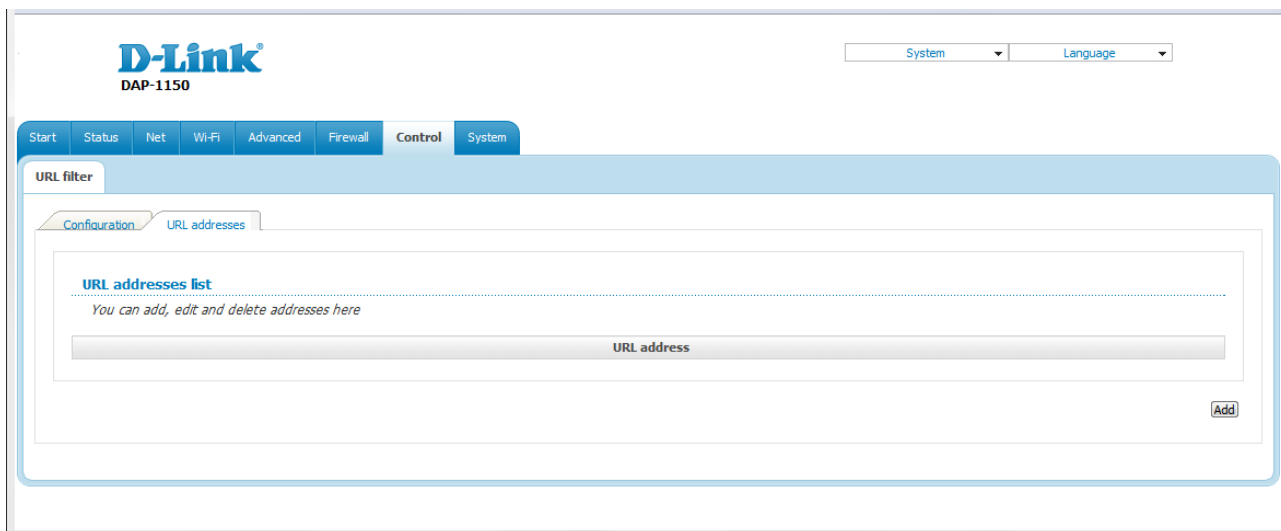 D-Link®
DAP-1150
System Language
Start Status Net Wi-Fi Advanced Firewall Control System
URL filter
Configuration URL addresses
URL addresses list
You can add, edit and delete addresses here
URL address
Add